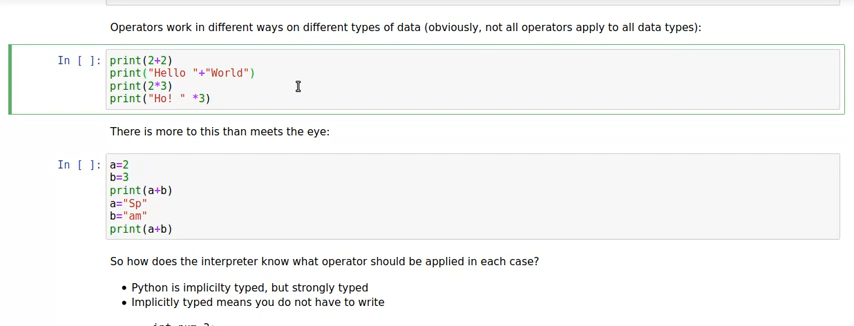 Operators work in different ways on different types of data (obviously, not all operators apply to all data types):
In [ ]: print(2+2)
print("Hello "+"World")
print(2*3)
print("Ho! " *3)
There is more to this than meets the eye:
In [ ]: a=2
b=3
print(a+b)
a="Sp"
b="am"
print(a+b)
So how does the interpreter know what operator should be applied in each case?
• Python is implicilty typed, but strongly typed
• Implicitly typed means you do not have to write